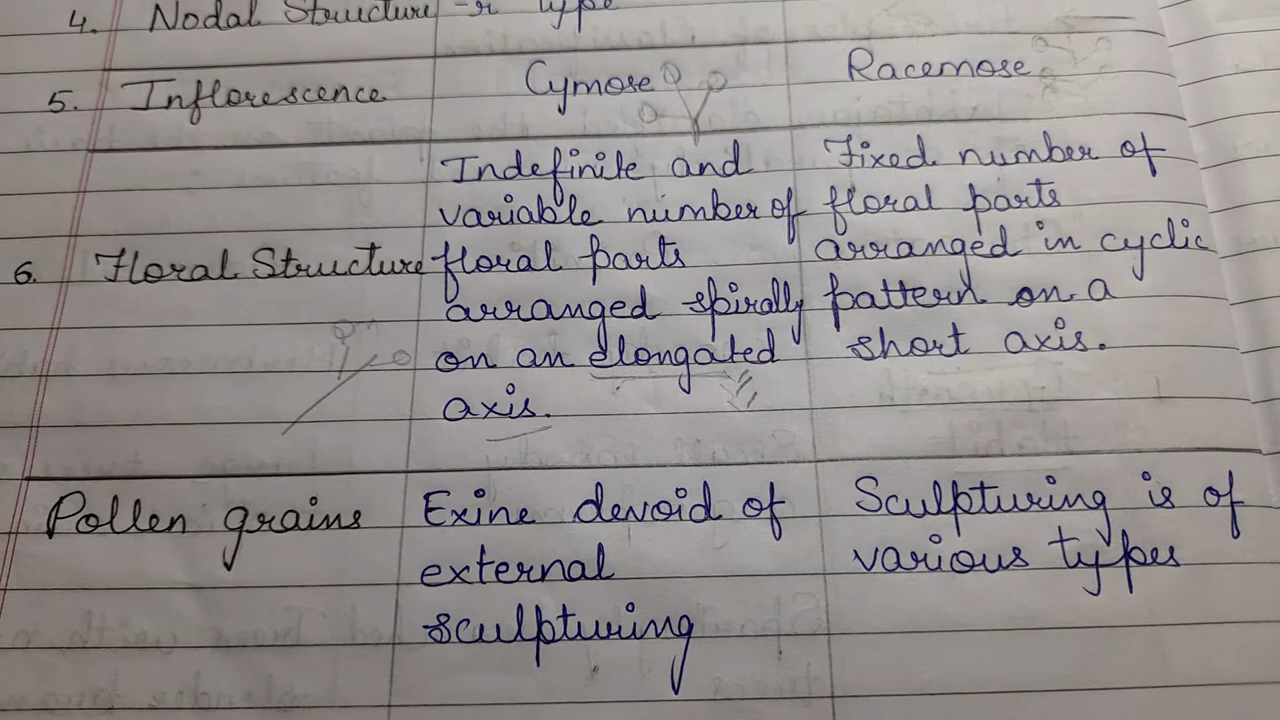 4. Nodal Structure type
5. Inflorescence Cymose Racemose
Indefinite and Fixed number of
variable number of floral parts
6. Floral Structure floral parts arranged in cyclic
arranged spirally pattern on a
on an elongated short axis.
axis.
Pollen grains Exine devoid of Sculpturing is of
external various types
sculpturing